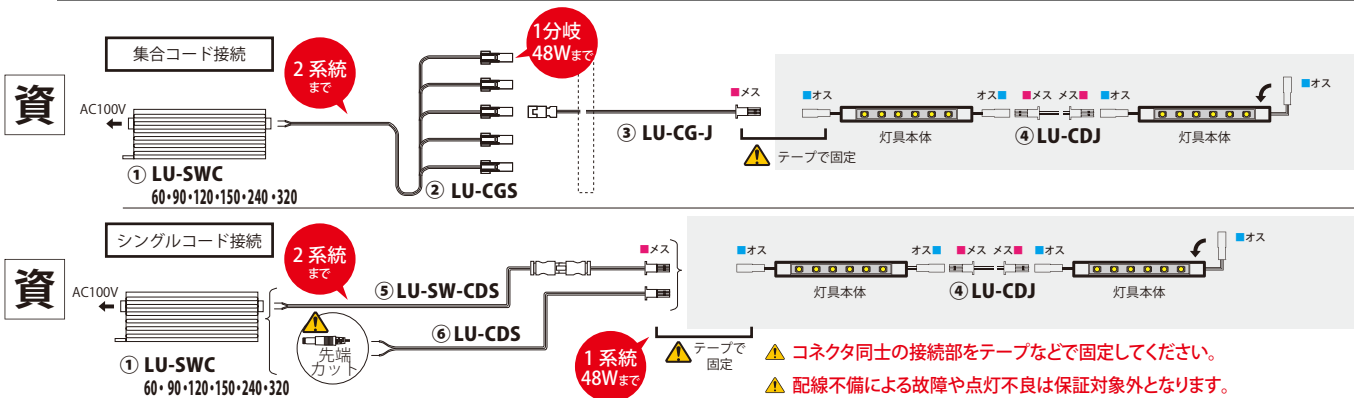 集合コード接続
資
AC100V
2 系統
まで
1分岐
48Wまで
① LU-SWC
60・90・120・150・240・320
② LU-CGS
③ LU-CG-J
■メス
テープで固定
■オス
灯具本体
オス■
■メス メス■
④ LU-CDJ
■オス
灯具本体
■オス
シングルコード接続
資
AC100V
2 系統
まで
① LU-SWC
60・90・120・150・240・320
⑤ LU-SW-CDS
⑥ LU-CDS
先端
カット
■メス
1 系統
48Wまで
テープで
固定
■オス
灯具本体
オス■
■メス メス■
④ LU-CDJ
■オス
灯具本体
■オス
コネクタ同士の接続部をテープなどで固定してください。
配線不備による故障や点灯不良は保証対象外となります。